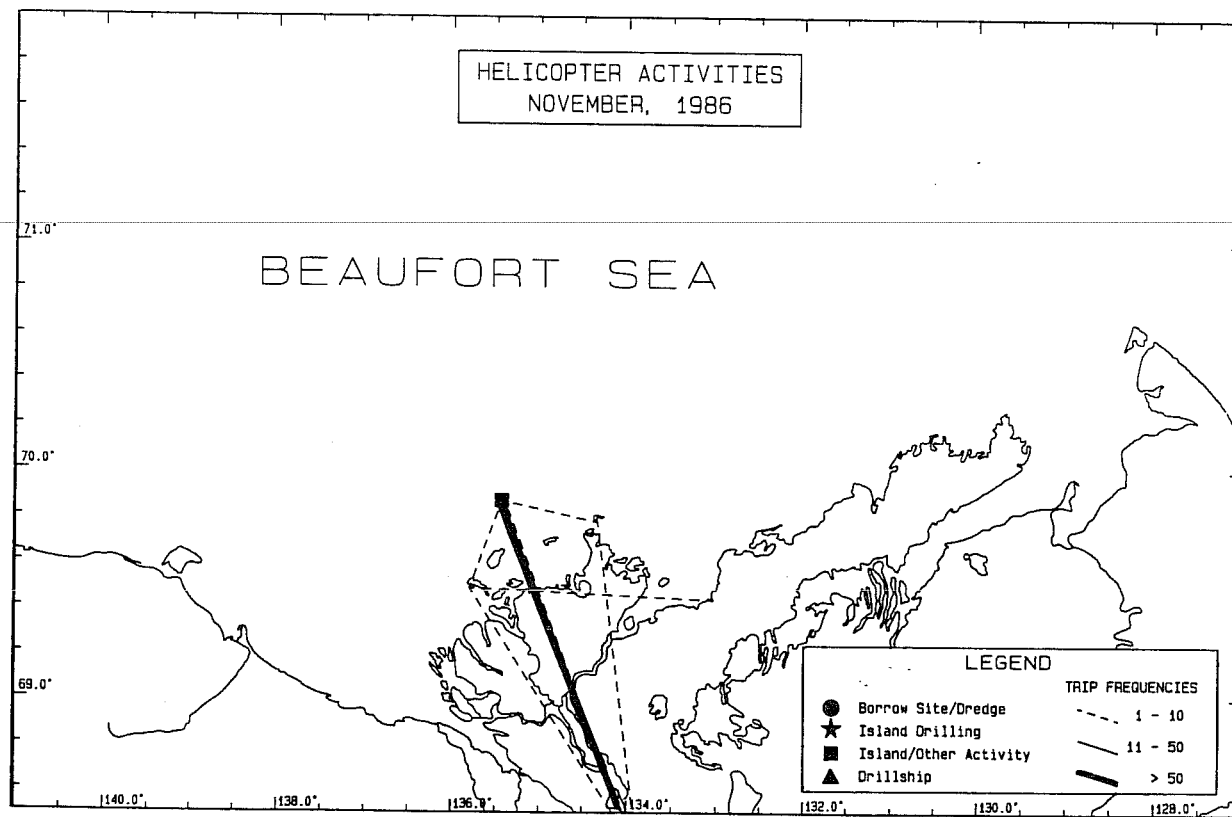 HELICOPTER ACTIVITIES
NOVEMBER, 1986
71.0°
BEAUFORT SEA
70.0°
69.0°
LEGEND
TRIP FREQUENCIES
Borrow Site/Dredge
1 - 10
Island Drilling
11 - 50
Island/Other Activity
> 50
Drillship
140.0°
138.0°
136.0°
134.0°
132.0°
130.0°
128.0°